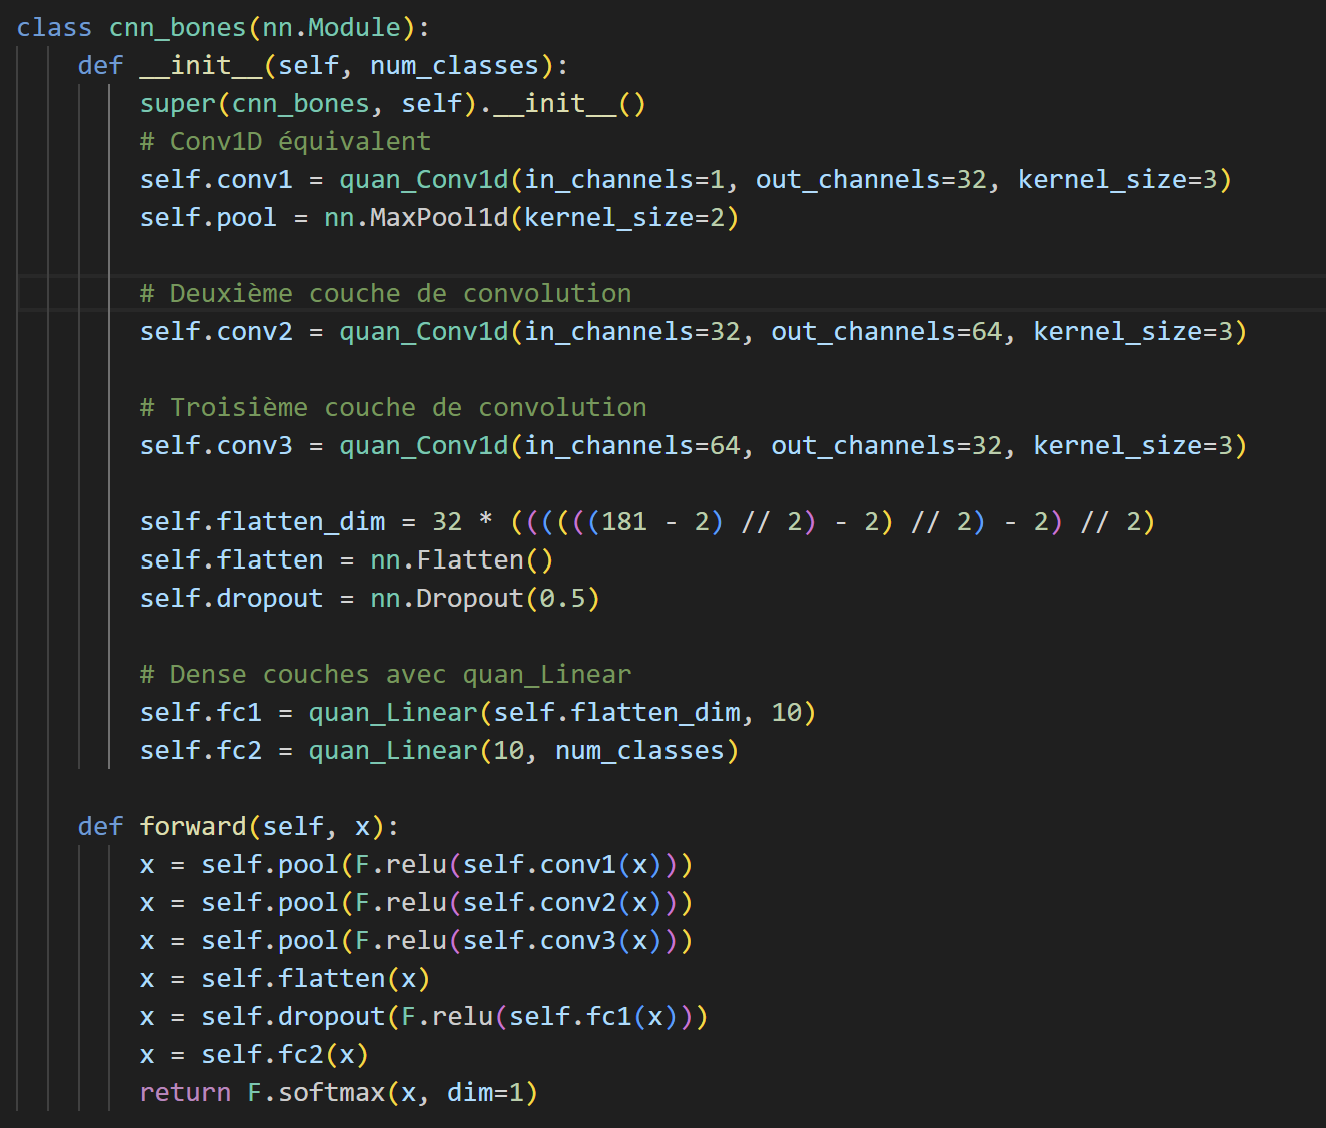 class cnn_bones(nn.Module):
    def __init__(self, num_classes):
        super(cnn_bones, self).__init__()
        # Conv1D équivalent
        self.conv1 = quan_Conv1d(in_channels=1, out_channels=32, kernel_size=3)
        self.pool = nn.MaxPool1d(kernel_size=2)

        # Deuxième couche de convolution
        self.conv2 = quan_Conv1d(in_channels=32, out_channels=64, kernel_size=3)

        # Troisième couche de convolution
        self.conv3 = quan_Conv1d(in_channels=64, out_channels=32, kernel_size=3)

        self.flatten_dim = 32 * ((((((181 - 2) // 2) - 2) // 2) - 2) // 2)
        self.flatten = nn.Flatten()
        self.dropout = nn.Dropout(0.5)

        # Dense couches avec quan_Linear
        self.fc1 = quan_Linear(self.flatten_dim, 10)
        self.fc2 = quan_Linear(10, num_classes)

    def forward(self, x):
        x = self.pool(F.relu(self.conv1(x)))
        x = self.pool(F.relu(self.conv2(x)))
        x = self.pool(F.relu(self.conv3(x)))
        x = self.flatten(x)
        x = self.dropout(F.relu(self.fc1(x)))
        x = self.fc2(x)
        return F.softmax(x, dim=1)